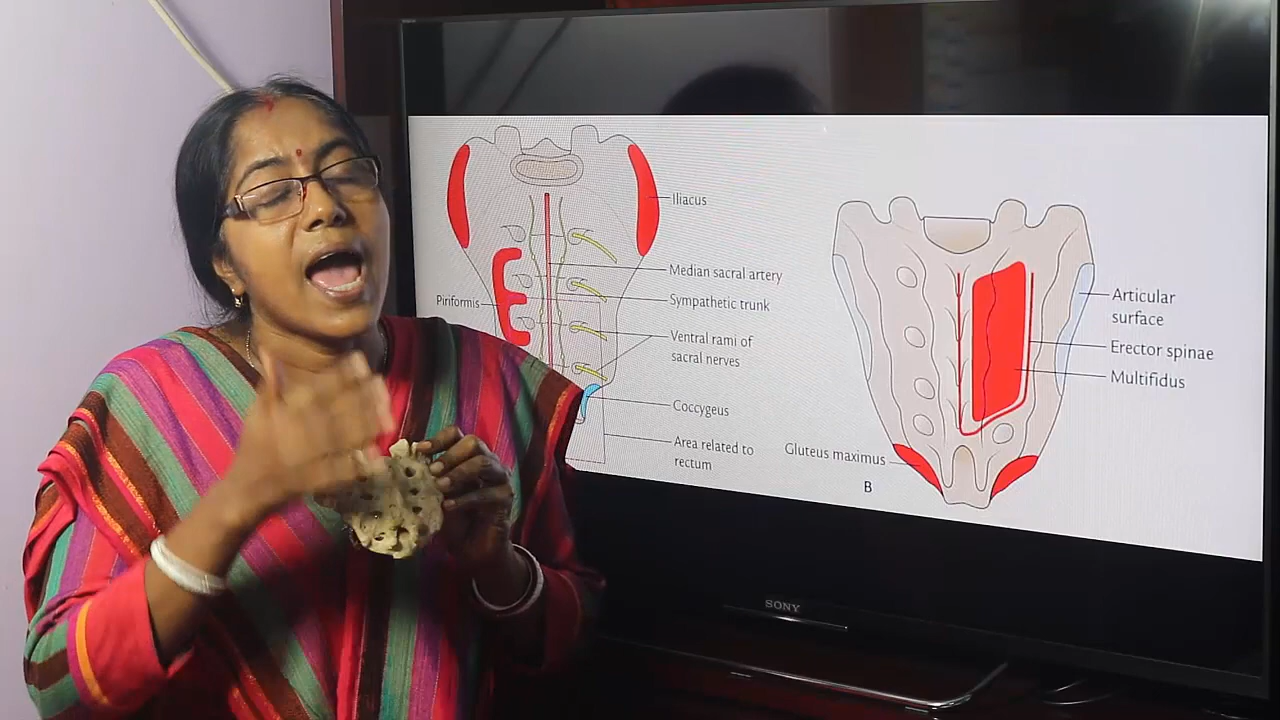 Iliacus
Median sacral artery
Piriformis
Sympathetic trunk
Ventral rami of
sacral nerves
Coccygeus
Area related to
rectum
Articular
surface
Erector spinae
Multifidus
Gluteus maximus
B
SONY